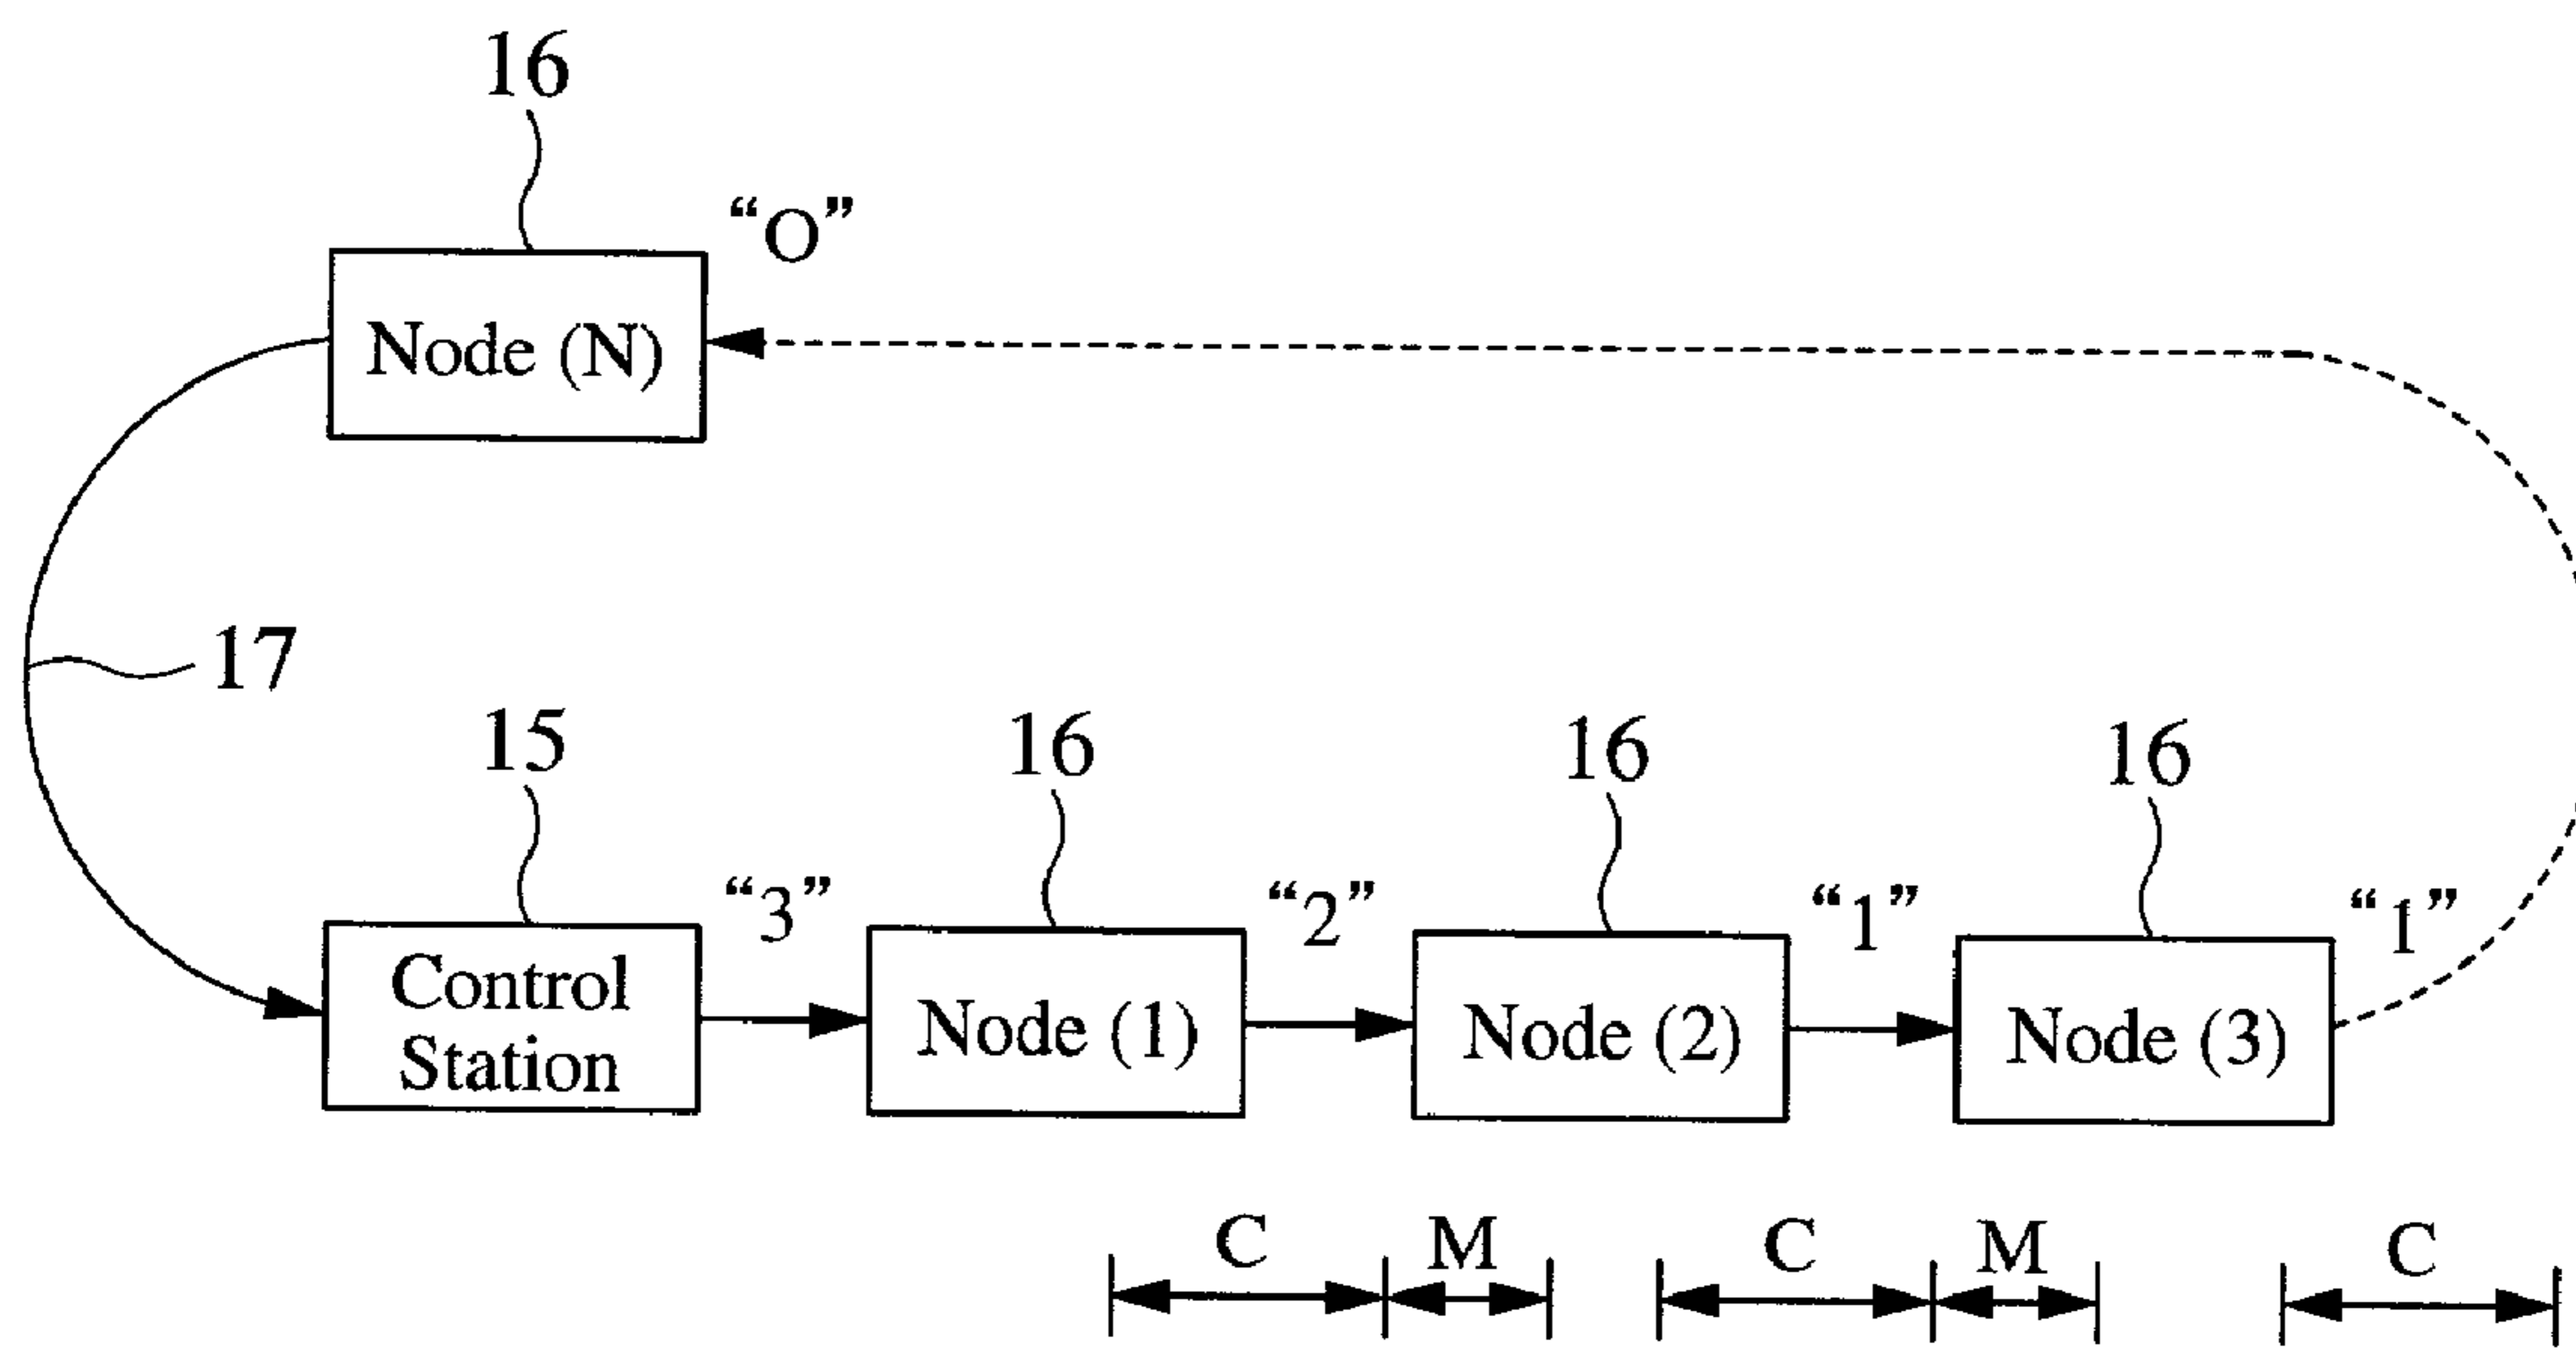 16
“O”
Node (N)
17
15
16
16
16
“3”
“2”
“1”
“1”
Control
Station
Node (1)
Node (2)
Node (3)
C
M
C
M
C